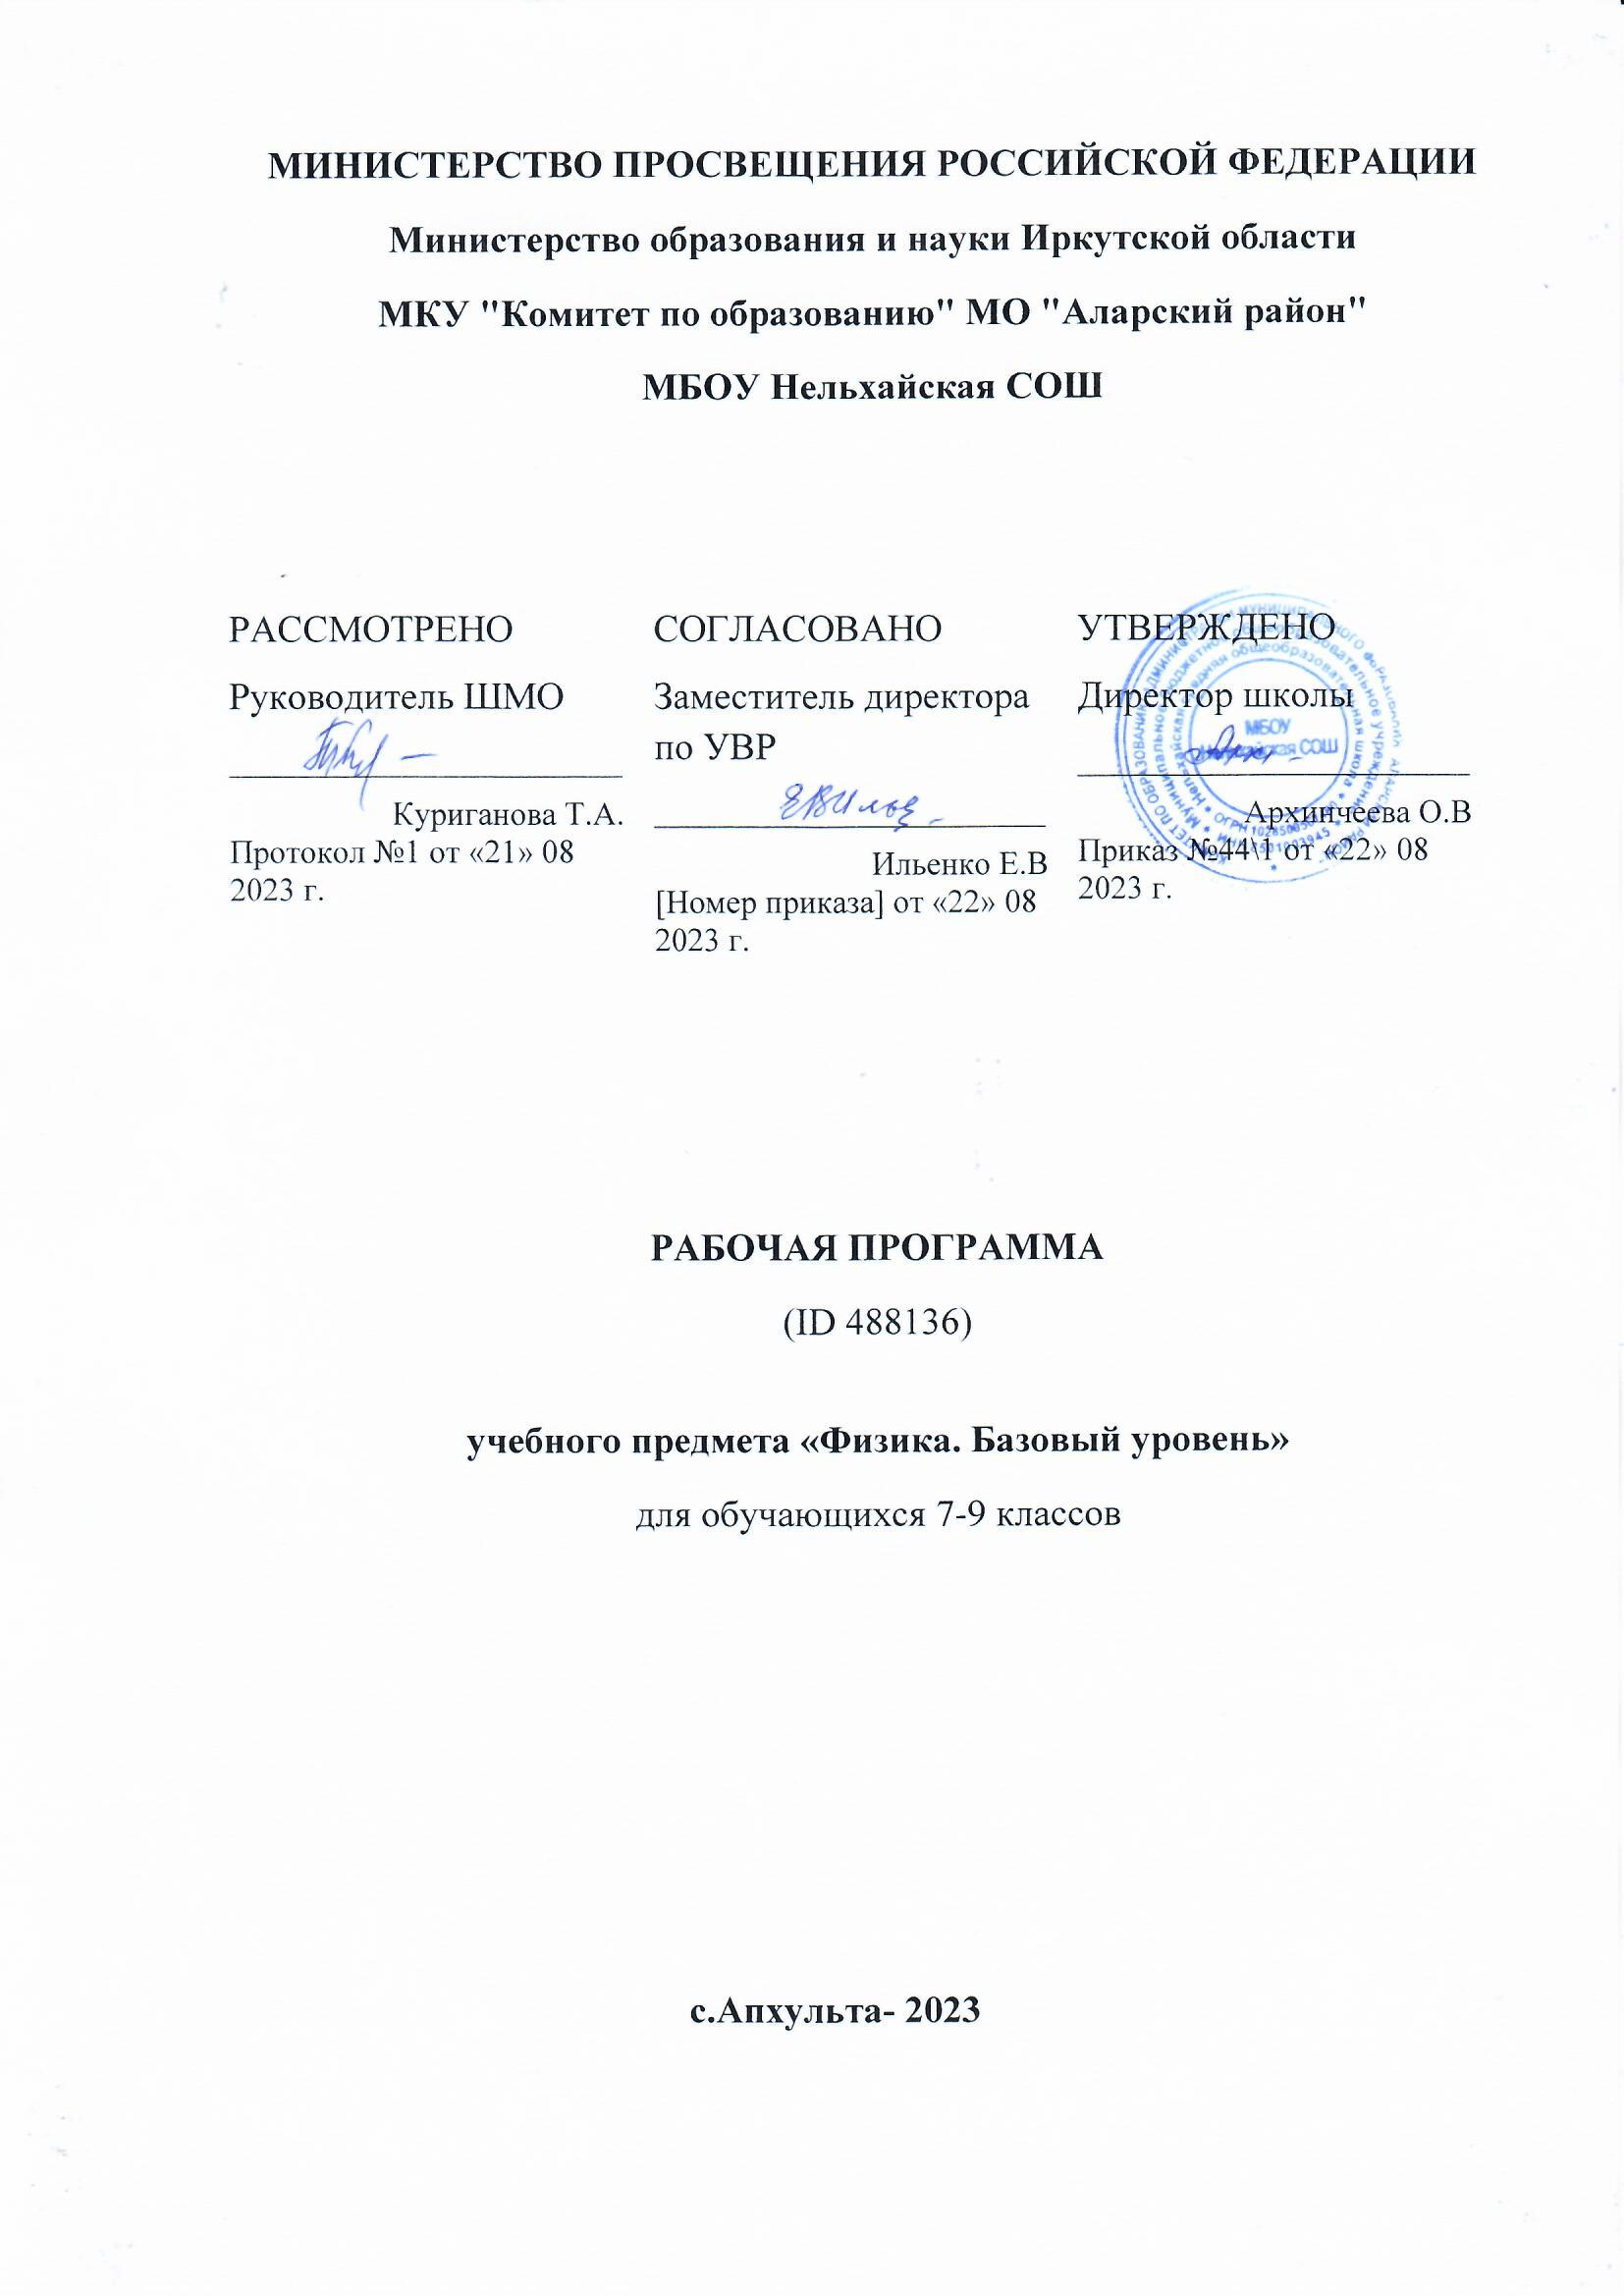 МИНИСТЕРСТВО ПРОСВЕЩЕНИЯ РОССИЙСКОЙ ФЕДЕРАЦИИ
Министерство образования и науки Иркутской области
МКУ "Комитет по образованию" МО "Аларский район"
МБОУ Нельхайская СОШ
РАССМОТРЕНО
Руководитель ШМО
Куриганова Т.А.
Протокол №1 от «21» 08
2023 г.
СОГЛАСОВАНО
Заместитель директора
по УВР
Ильенко Е.В
[Номер приказа] от «22» 08
2023 г.
УТВЕРЖДЕНО
Директор школы
МБОУ
СОШ
Архинчеева О.В
Приказ №44\1 от «22» 08
2023 г.
РАБОЧАЯ ПРОГРАММА
(ID 488136)
учебного предмета «Физика. Базовый уровень»
для обучающихся 7-9 классов
с.Апхульта- 2023